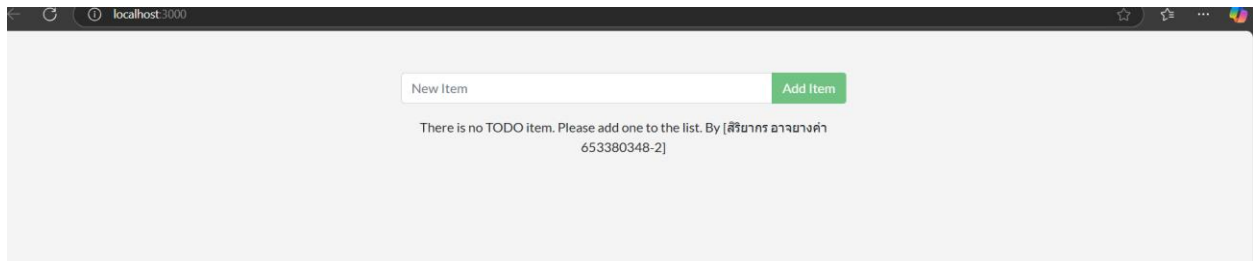 localhost:3000
New Item
Add Item
There is no TODO item. Please add one to the list. By [สิริยากร อาจยางคำ
653380348-2]